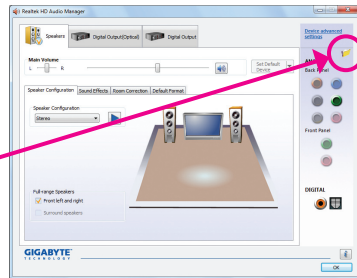 Realtek HD Audio Manager
Speakers
Digital Output(Optical)
Digital Output
Device advanced
settings
Main Volume
L
R
Set Default
Device
Back Panel
Speaker Configuration
Sound Effects
Room Correction
Default Format
Speaker Configuration
Stereo
Front Panel
Full-range Speakers
Front left and right
Surround speakers
DIGITAL
GIGABYTE
TECHNOLOGY
OK